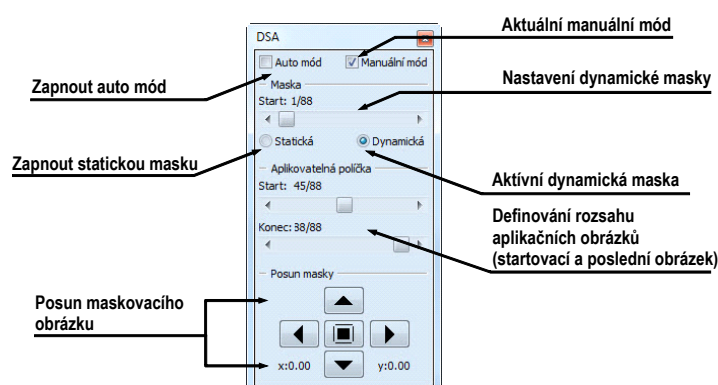 DSA
Aktuální manuální mód
Auto mód
Manuální mód
Zapnout auto mód
Maska
Nastavení dynamické masky
Start: 1/88
Statická
Dynamická
Zapnout statickou masku
Aplikovatelná políčka
Aktívní dynamická maska
Start: 45/88
Konec: 38/88
Definování rozsahu
aplikačních obrázků
(startovací a poslední obrázek)
Posun masky
Posun maskovacího
obrázku
x:0.00
y:0.00